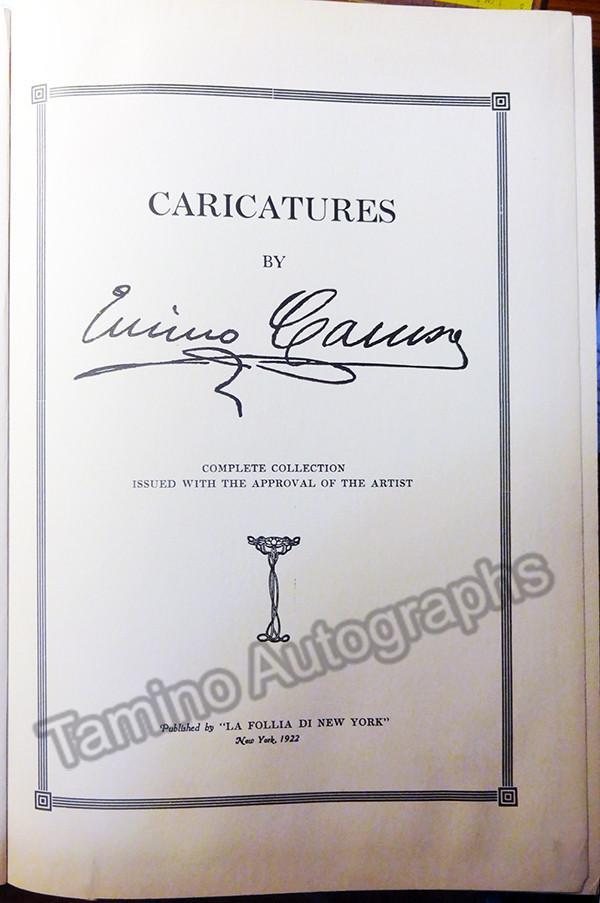 CARICATURES
BY
Enrico Caruso
COMPLETE COLLECTION
ISSUED WITH THE APPROVAL OF THE ARTIST
Tamino Autographs
Published by "LA FOLLIA DI NEW YORK"
New York, 1922